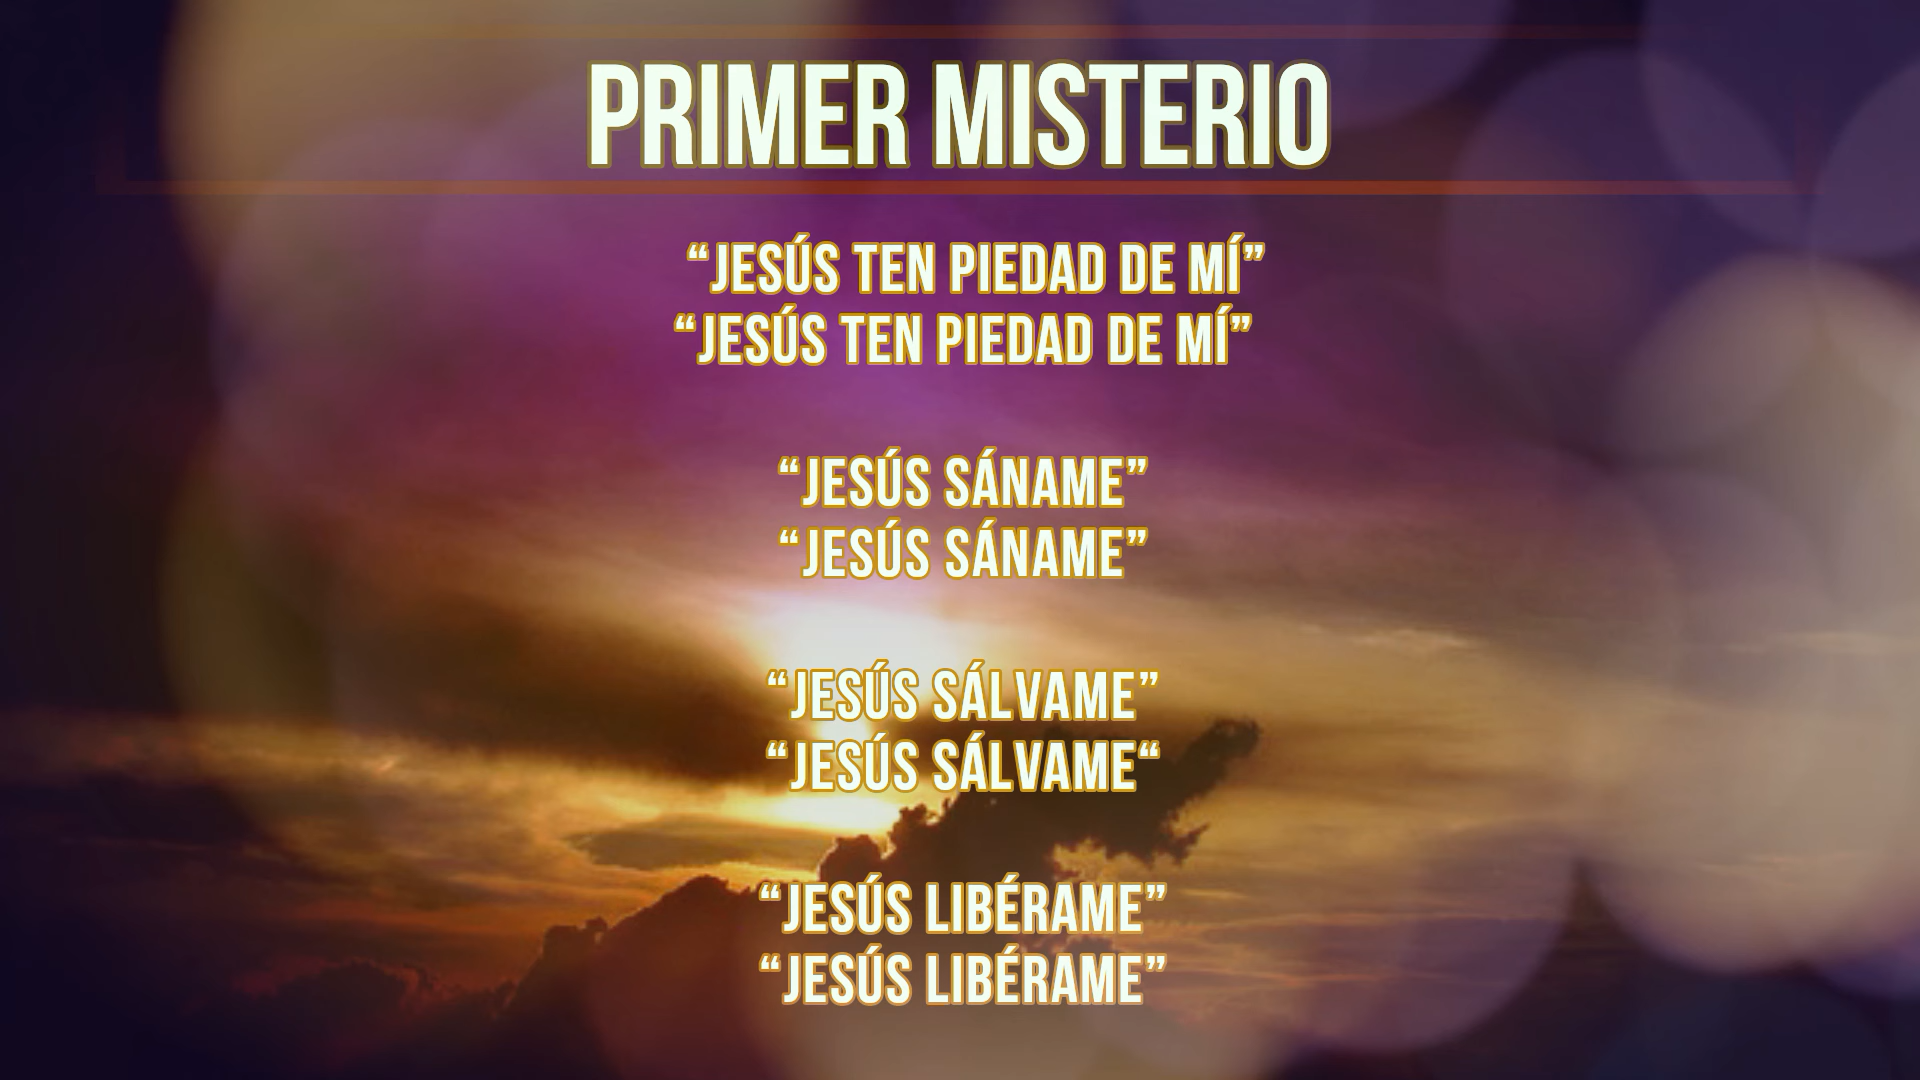 PRIMER MISTERIO
“JESÚS TEN PIEDAD DE MÍ”
“JESÚS TEN PIEDAD DE MÍ”
“JESÚS SÁNAME”
“JESÚS SÁNAME”
“JESÚS SÁLVAME”
“JESÚS SÁLVAME“
“JESÚS LIBÉRAME”
“JESÚS LIBÉRAME”